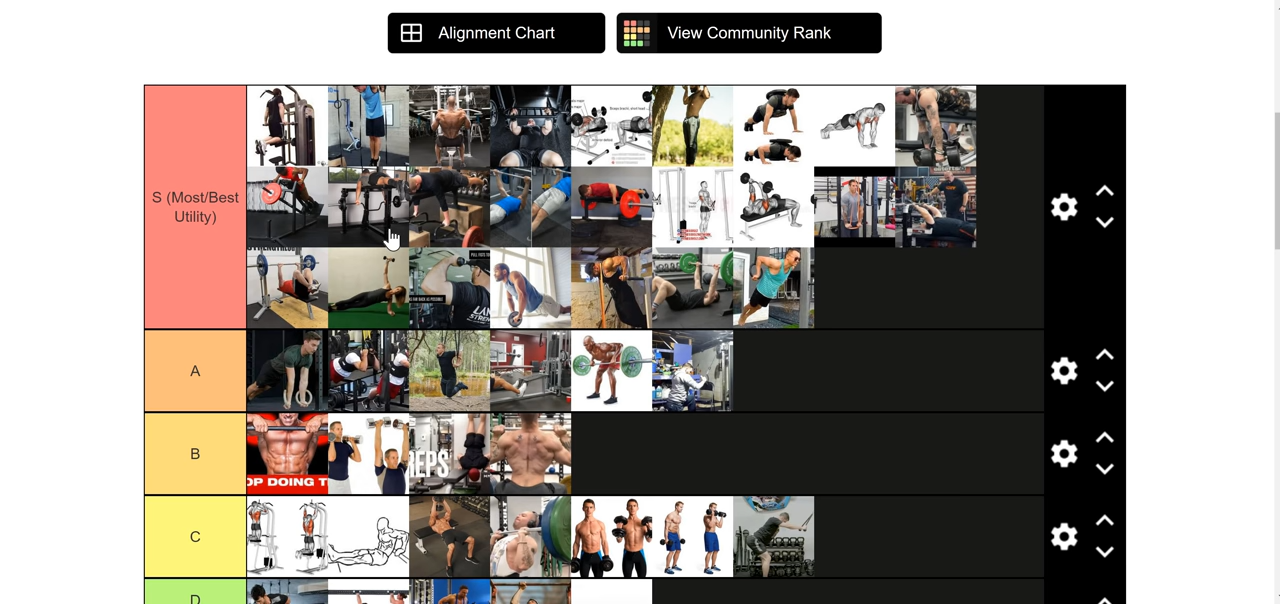 Alignment Chart
View Community Rank
S (Most/Best
Utility)
A
B
OP DOING T
REPS
C
D